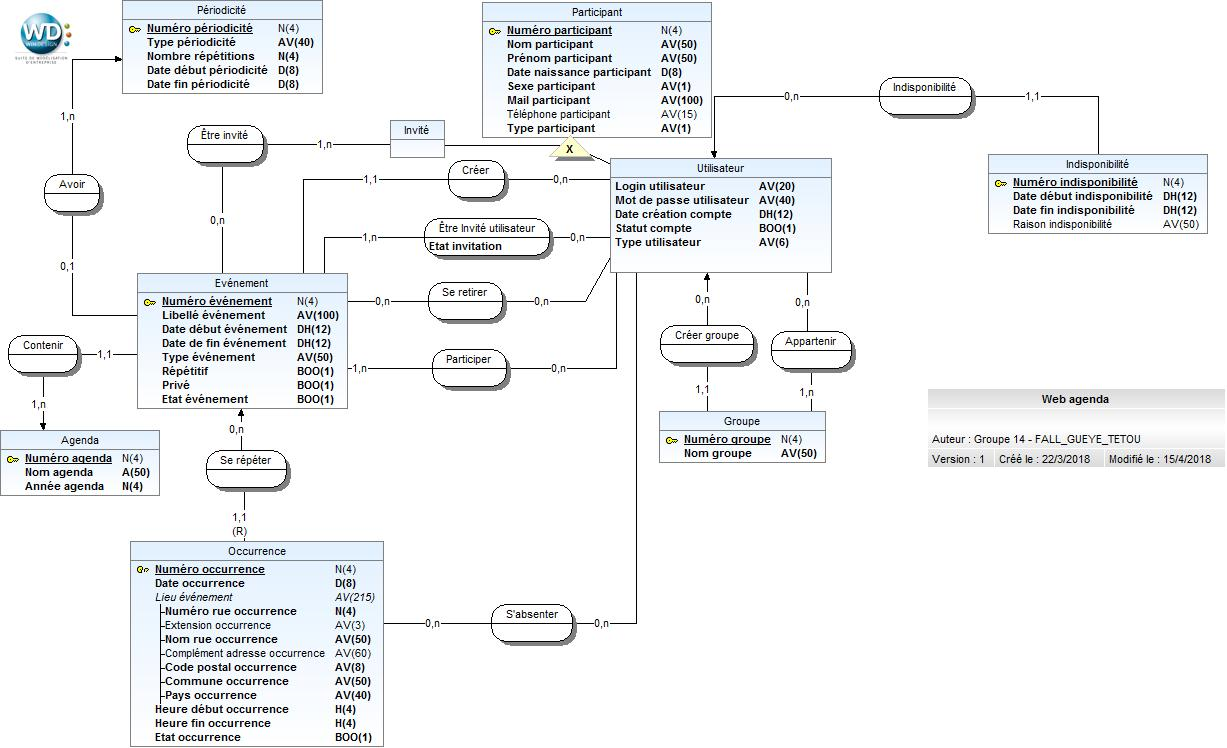 WD
WIN'DESIGN
SUITE DE MODÉLISATION
D'ENTREPRISE
Périodicité
Numéro périodicité N(4)
Type périodicité AV(40)
Nombre répétitions N(4)
Date début périodicité D(8)
Date fin périodicité D(8)
Participant
Numéro participant N(4)
Nom participant AV(50)
Prénom participant AV(50)
Date naissance participant D(8)
Sexe participant AV(1)
Mail participant AV(100)
Téléphone participant AV(15)
Type participant AV(1)
Indisponibilité
0,n
1,1
1,n
Être invité
1,n
Invité
X
Avoir
0,n
0,1
Créer
1,1
0,n
Utilisateur
Login utilisateur AV(20)
Mot de passe utilisateur AV(40)
Date création compte DH(12)
Statut compte BOO(1)
Type utilisateur AV(6)
Indisponibilité
Numéro indisponibilité N(4)
Date début indisponibilité DH(12)
Date fin indisponibilité DH(12)
Raison indisponibilité AV(50)
Être Invité utilisateur
Etat invitation
1,n
0,n
Evénement
Numéro événement N(4)
Libellé événement AV(100)
Date début événement DH(12)
Date de fin événement DH(12)
Type événement AV(50)
Répétitif BOO(1)
Privé BOO(1)
Etat événement BOO(1)
Se retirer
0,n
0,n
Participer
1,n
0,n
0,n
Créer groupe
1,1
0,n
Appartenir
1,n
Groupe
Numéro groupe N(4)
Nom groupe AV(50)
Contenir
1,1
1,n
Agenda
Numéro agenda N(4)
Nom agenda A(50)
Année agenda N(4)
0,n
Se répéter
1,1
(R)
Web agenda
Auteur : Groupe 14 - FALL_GUEYE_TETOU
Version : 1 Créé le : 22/3/2018 Modifié le : 15/4/2018
Occurrence
Numéro occurrence N(4)
Date occurrence D(8)
Lieu événement AV(215)
Numéro rue occurrence N(4)
Extension occurrence AV(3)
Nom rue occurrence AV(50)
Complément adresse occurrence AV(60)
Code postal occurrence AV(8)
Commune occurrence AV(50)
Pays occurrence AV(40)
Heure début occurrence H(4)
Heure fin occurrence H(4)
Etat occurrence BOO(1)
S'absenter
0,n
0,n